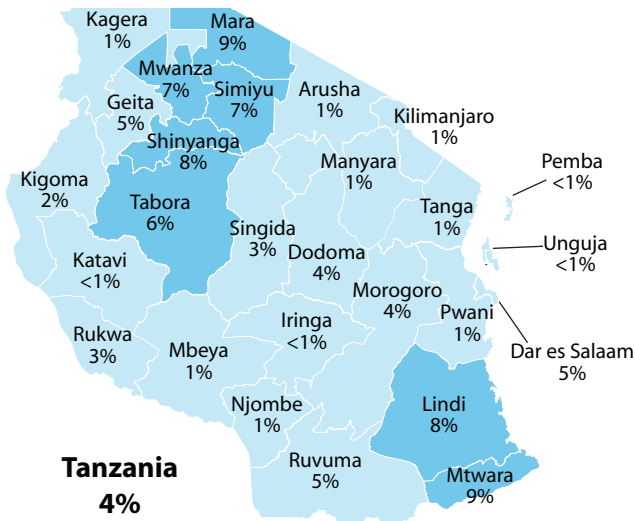 Kagera
1%
Mara
9%
Mwanza
7%
Simiyu
7%
Arusha
1%
Geita
5%
Kilimanjaro
1%
Shinyanga
8%
Manyara
1%
Pemba
<1%
Kigoma
2%
Tabora
6%
Tanga
1%
Singida
3%
Unguja
<1%
Dodoma
4%
Katavi
<1%
Morogoro
4%
Pwani
1%
Iringa
<1%
Rukwa
3%
Mbeya
1%
Dar es Salaam
5%
Njombe
1%
Lindi
8%
Ruvuma
5%
Mtwara
9%
Tanzania
4%